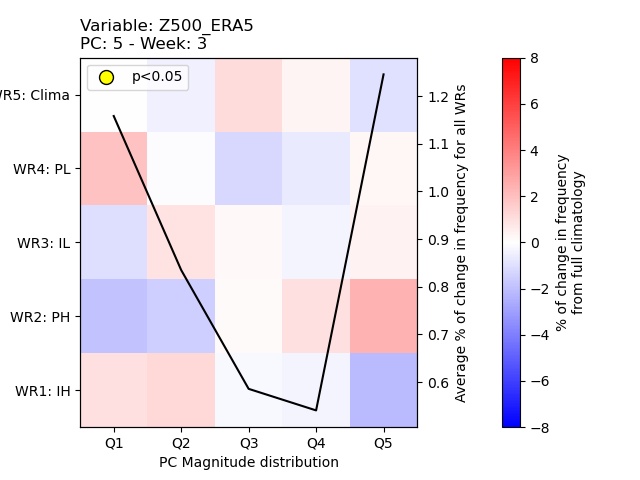 Variable: Z500_ERA5
PC: 5 - Week: 3
p<0.05
WR5: Clima
WR4: PL
WR3: IL
WR2: PH
WR1: IH
Q1 Q2 Q3 Q4 Q5
PC Magnitude distribution
1.2
1.1
1.0
0.9
0.8
0.7
0.6
Average % of change in frequency for all WRs
8
6
4
2
0
−2
−4
−6
−8
% of change in frequency
from full climatology